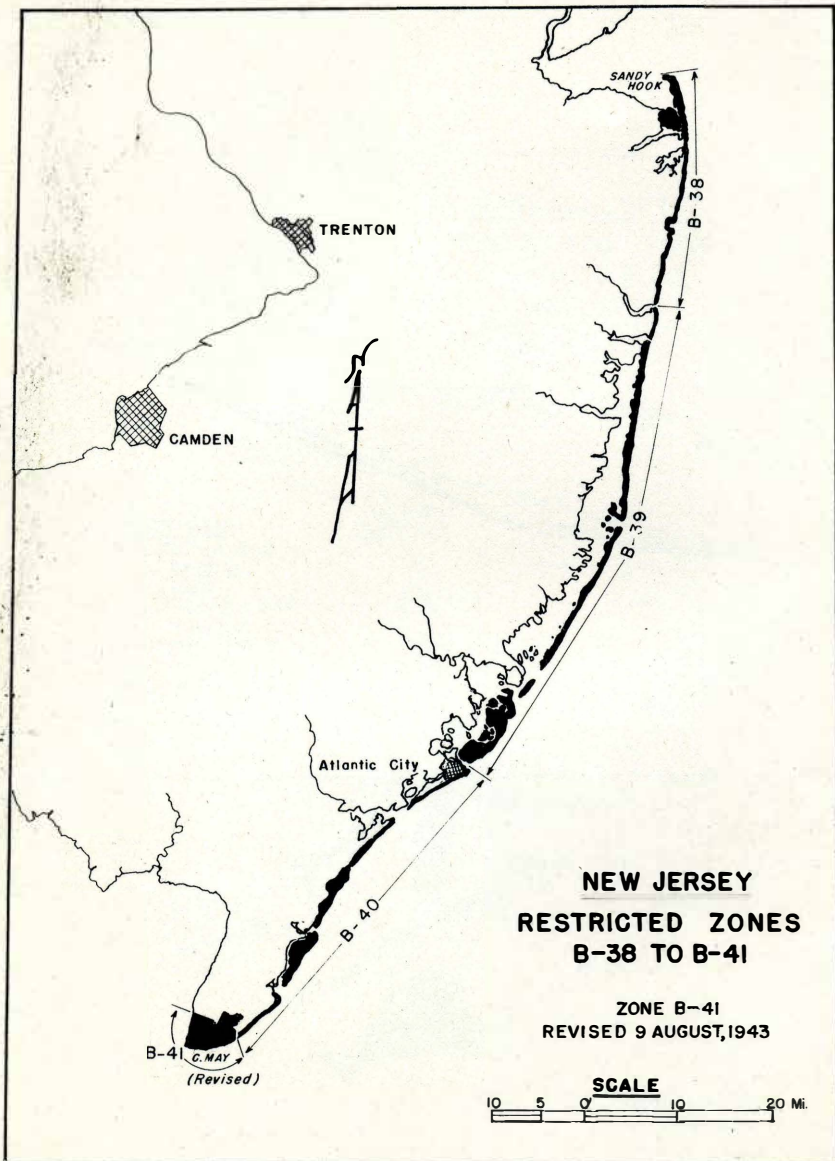 SANDY
HOOK
B-38
TRENTON
N
CAMDEN
B-39
Atlantic City
B-40
B-41
C. MAY
(Revised)
NEW JERSEY
RESTRICTED ZONES
B-38 TO B-41
ZONE B-41
REVISED 9 AUGUST, 1943
SCALE
10 5 0 10 20 Mi.